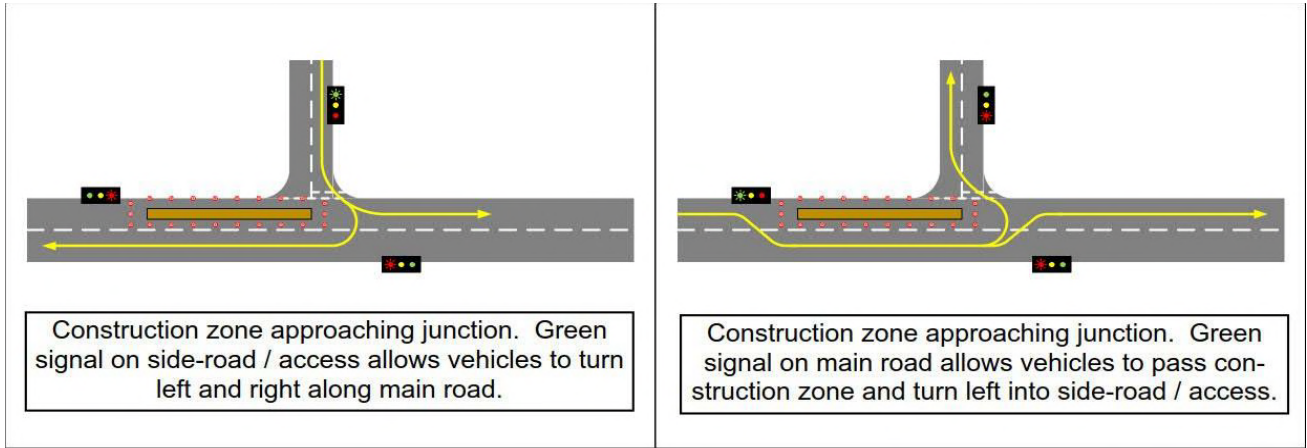 Construction zone approaching junction.  Green
signal on side-road / access allows vehicles to turn
left and right along main road.
Construction zone approaching junction.  Green
signal on main road allows vehicles to pass con-
struction zone and turn left into side-road / access.